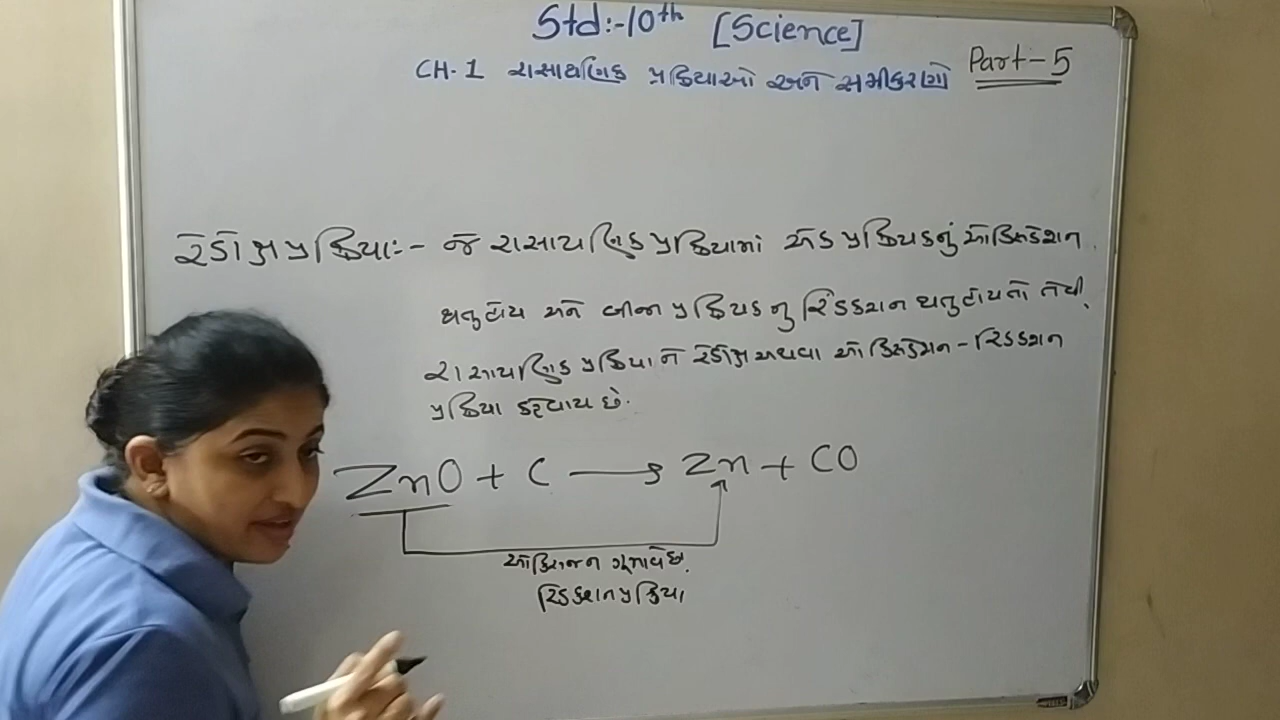 Std:-10th [Science]
CH.1 રાસાયણિક પ્રક્રિયાઓ અને સમીકરણો
Part-5
રેડોક્ષ પ્રક્રિયા:- જે રાસાયણિક પ્રક્રિયામાં એક પ્રક્રિયકનું ઓક્સિડેશન
થતુ હોય અને બીજા પ્રક્રિયક નુ રિડક્શન થતુ હોય તો તેવી
રાસાયણિક પ્રક્રિયા ને રેડોક્ષ અથવા ઓક્સિડેશન - રિડક્શન
પ્રક્રિયા કહેવાય છે.
ZnO + C → Zn + CO
ઓક્સિજન ગુમાવે છે.
રિડક્શન પ્રક્રિયા